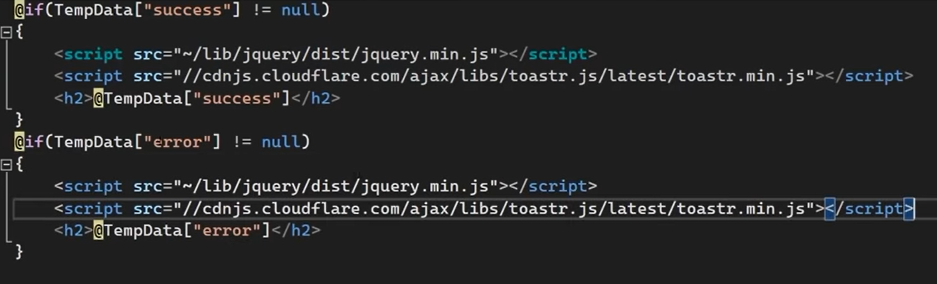 @if(TempData["success"] != null)
{
    <script src="~/lib/jquery/dist/jquery.min.js"></script>
    <script src="//cdnjs.cloudflare.com/ajax/libs/toastr.js/latest/toastr.min.js"></script>
    <h2>@TempData["success"]</h2>
}
@if(TempData["error"] != null)
{
    <script src="~/lib/jquery/dist/jquery.min.js"></script>
    <script src="//cdnjs.cloudflare.com/ajax/libs/toastr.js/latest/toastr.min.js"></script>
    <h2>@TempData["error"]</h2>
}